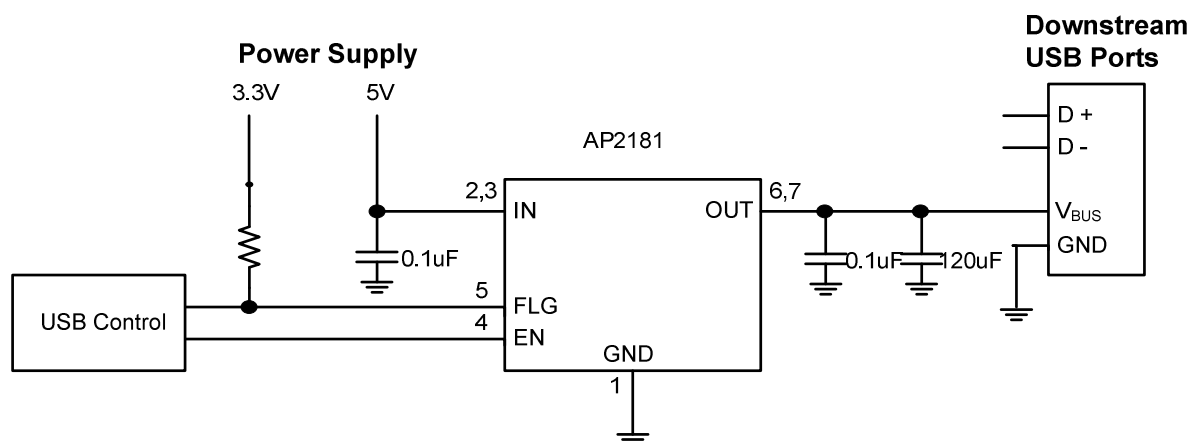 Downstream
USB Ports
Power Supply
3.3V
5V
D +
D -
AP2181
2,3
6,7
IN
OUT
VBUS
GND
0.1uF
0.1uF
120uF
5
FLG
USB Control
4
EN
GND
1